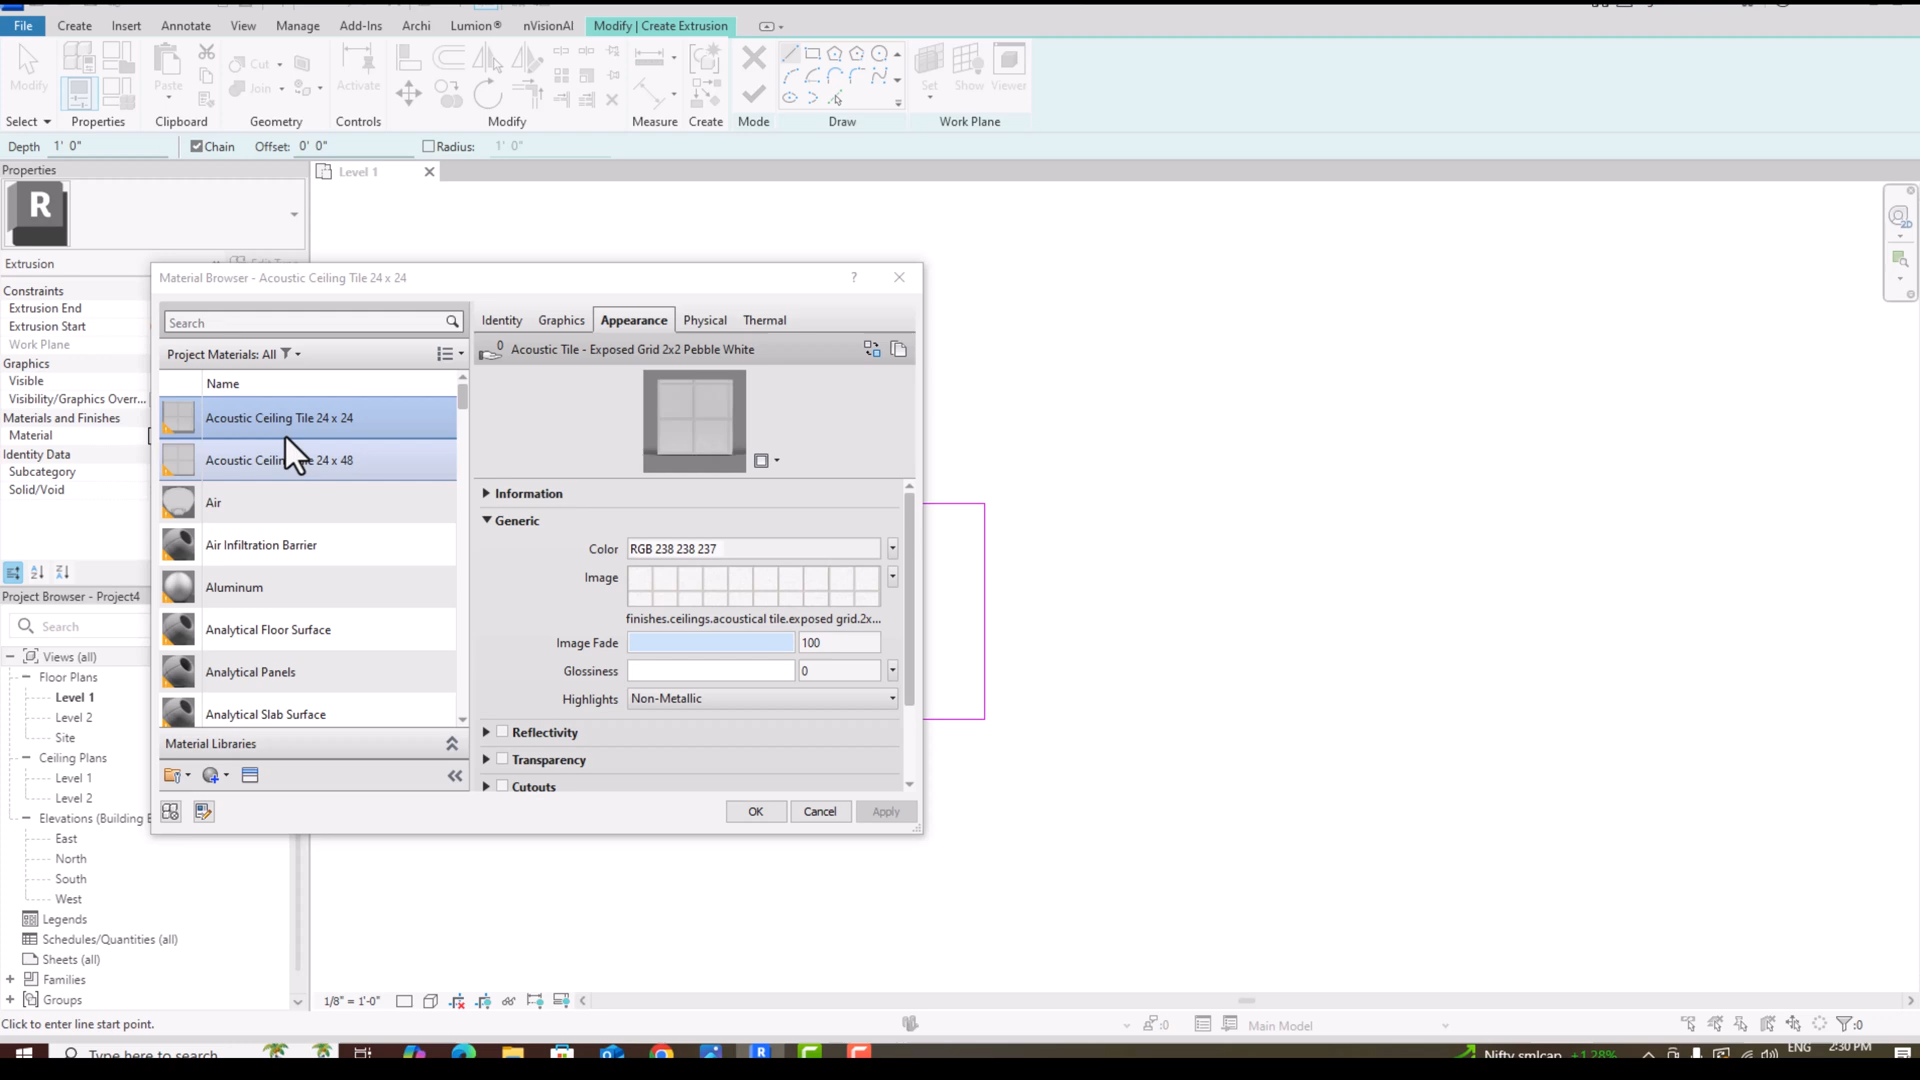 File Create Insert Annotate View Manage Add-Ins Archi Lumion® nVisionAI Modify | Create Extrusion
Modify Paste Cut Join Activate Set Show Viewer
Select Properties Clipboard Geometry Controls Modify Measure Create Mode Draw Work Plane
Depth 1' 0" Chain Offset: 0' 0" Radius: 1' 0"
Properties
Level 1
R
Extrusion
Constraints
Extrusion End
Extrusion Start
Work Plane
Graphics
Visible
Visibility/Graphics Overr...
Materials and Finishes
Material
Identity Data
Subcategory
Solid/Void
Project Browser - Project4
Search
Views (all)
Floor Plans
Level 1
Level 2
Site
Ceiling Plans
Level 1
Level 2
Elevations (Building E
East
North
South
West
Legends
Schedules/Quantities (all)
Sheets (all)
Families
Groups
Material Browser - Acoustic Ceiling Tile 24 x 24
?
Search
Project Materials: All
Name
Acoustic Ceiling Tile 24 x 24
Acoustic Ceilin le 24 x 48
Air
Air Infiltration Barrier
Aluminum
Analytical Floor Surface
Analytical Panels
Analytical Slab Surface
Material Libraries
Identity Graphics Appearance Physical Thermal
0 Acoustic Tile - Exposed Grid 2x2 Pebble White
Information
Generic
Color RGB 238 238 237
Image
finishes.ceilings.acoustical tile.exposed grid.2x...
Image Fade 100
Glossiness 0
Highlights Non-Metallic
Reflectivity
Transparency
Cutouts
OK Cancel Apply
2D
1/8" = 1'-0"
Click to enter line start point.
:0 Main Model :0
Type here to search
R
Nifty smlcap +1.28%
ENG
2:30 PM